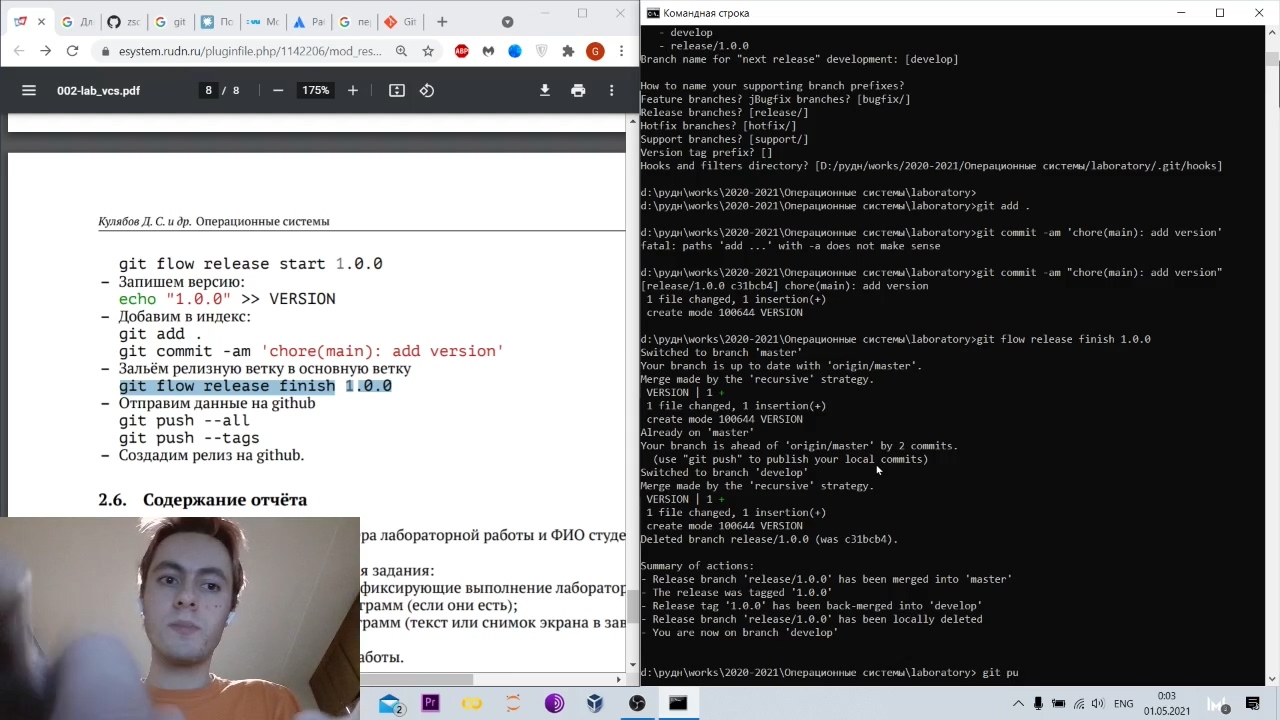 Ра
G пе
Git
esystem.rudn.ru/pluginfile.php/1142206/mod_res...
ABP
G
002-lab_vcs.pdf
8 / 8
175%
Кулябов Д. С. и др. Операционные системы
git flow release start 1.0.0
– Запишем версию:
echo "1.0.0" >> VERSION
– Добавим в индекс:
git add .
git commit -am 'chore(main): add version'
– Зальём релизную ветку в основную ветку
git flow release finish 1.0.0
– Отправим данные на github
git push --all
git push --tags
– Создадим релиз на github.
2.6. Содержание отчёта
ра лабораторной работы и ФИО студе
я задания:
фиксирующие выполнение лаборатор
грамм (если они есть);
грамм (текст или снимок экрана в зав
аботы.
Командная строка
- develop
- release/1.0.0
Branch name for "next release" development: [develop]
How to name your supporting branch prefixes?
Feature branches? jBugfix branches? [bugfix/]
Release branches? [release/]
Hotfix branches? [hotfix/]
Support branches? [support/]
Version tag prefix? []
Hooks and filters directory? [D:/рудн/works/2020-2021/Операционные системы/laboratory/.git/hooks]
d:\рудн\works\2020-2021\Операционные системы\laboratory>
d:\рудн\works\2020-2021\Операционные системы\laboratory>git add .
d:\рудн\works\2020-2021\Операционные системы\laboratory>git commit -am 'chore(main): add version'
fatal: paths 'add ...' with -a does not make sense
d:\рудн\works\2020-2021\Операционные системы\laboratory>git commit -am "chore(main): add version"
[release/1.0.0 c31bcb4] chore(main): add version
1 file changed, 1 insertion(+)
create mode 100644 VERSION
d:\рудн\works\2020-2021\Операционные системы\laboratory>git flow release finish 1.0.0
Switched to branch 'master'
Your branch is up to date with 'origin/master'.
Merge made by the 'recursive' strategy.
VERSION | 1 +
1 file changed, 1 insertion(+)
create mode 100644 VERSION
Already on 'master'
Your branch is ahead of 'origin/master' by 2 commits.
(use "git push" to publish your local commits)
Switched to branch 'develop'
Merge made by the 'recursive' strategy.
VERSION | 1 +
1 file changed, 1 insertion(+)
create mode 100644 VERSION
Deleted branch release/1.0.0 (was c31bcb4).
Summary of actions:
- Release branch 'release/1.0.0' has been merged into 'master'
- The release was tagged '1.0.0'
- Release tag '1.0.0' has been back-merged into 'develop'
- Release branch 'release/1.0.0' has been locally deleted
- You are now on branch 'develop'
d:\рудн\works\2020-2021\Операционные системы\laboratory> git pu
2
Pr
ENG
0:03
01.05.2021